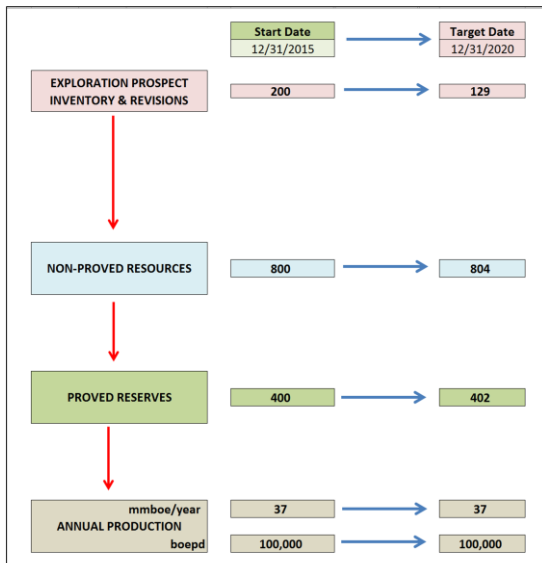 Start Date Target Date
12/31/2015 12/31/2020
EXPLORATION PROSPECT
INVENTORY & REVISIONS
200 129
NON-PROVED RESOURCES 800 804
PROVED RESERVES 400 402
mmboe/year 37 37
ANNUAL PRODUCTION
boepd 100,000 100,000